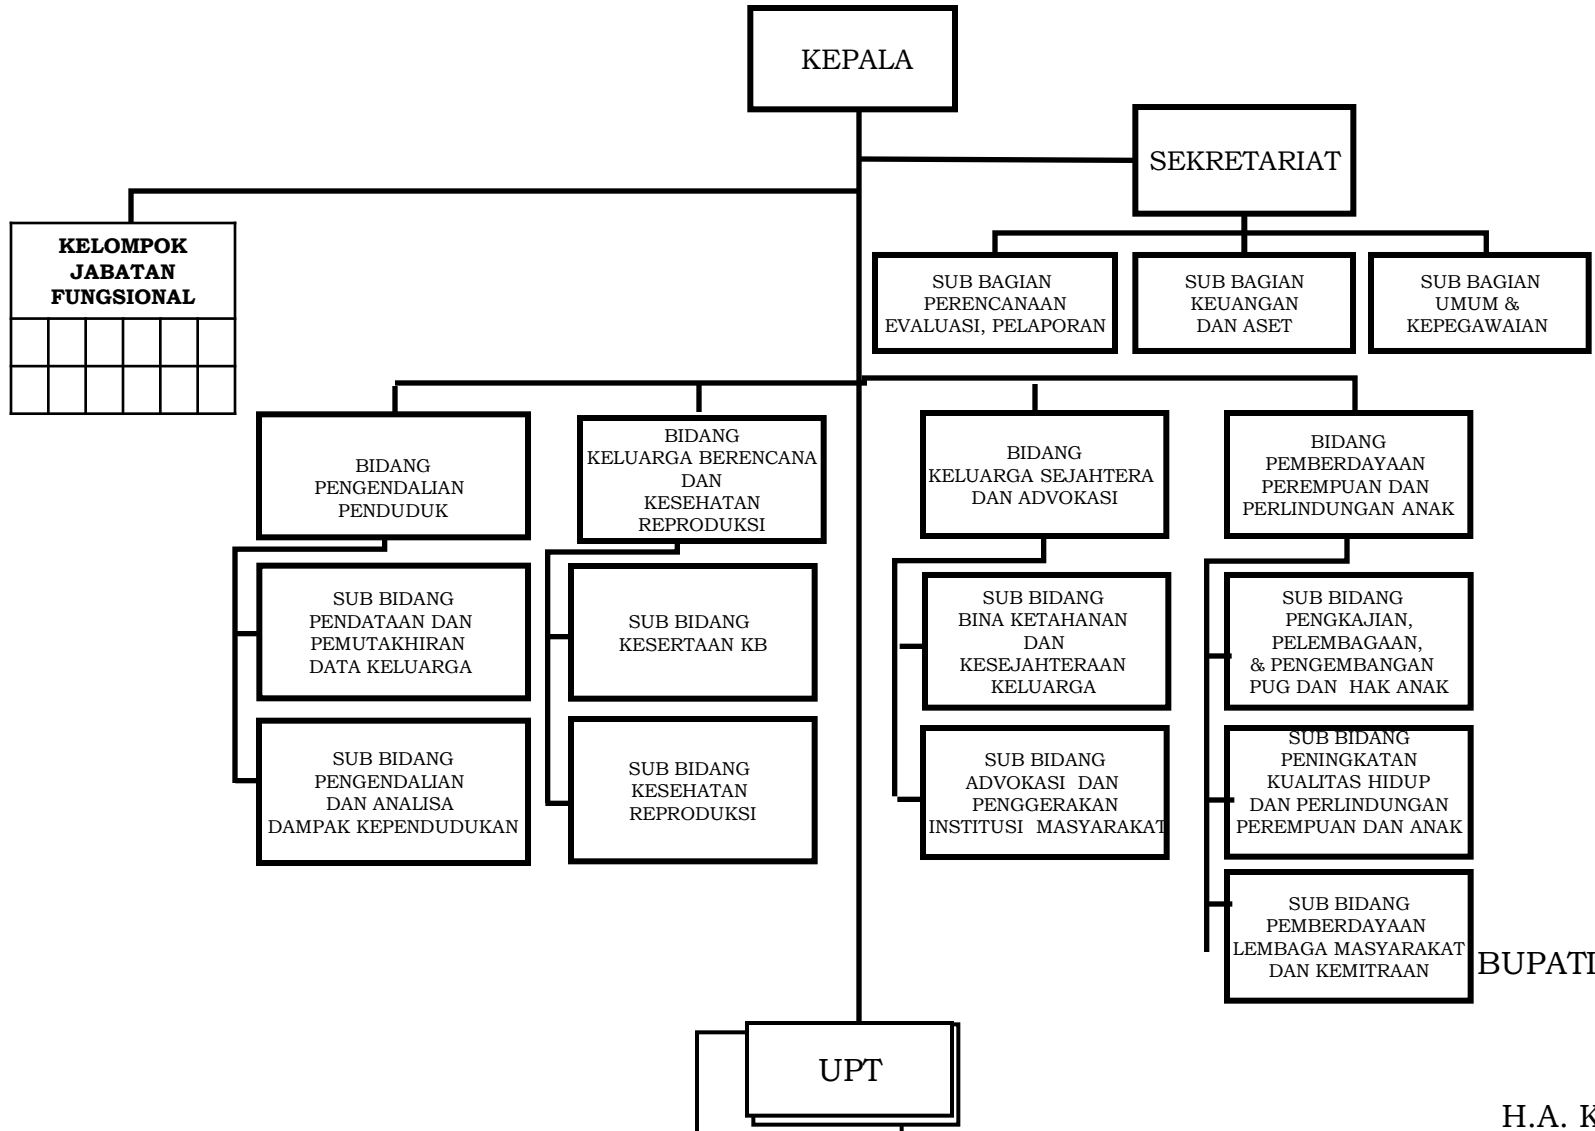 KEPALA
SEKRETARIAT
KELOMPOK
JABATAN
FUNGSIONAL
SUB BAGIAN
PERENCANAAN
EVALUASI, PELAPORAN
SUB BAGIAN
KEUANGAN
DAN ASET
SUB BAGIAN
UMUM &
KEPEGAWAIAN
BIDANG
PENGENDALIAN
PENDUDUK
BIDANG
KELUARGA BERENCANA
DAN
KESEHATAN
REPRODUKSI
BIDANG
KELUARGA SEJAHTERA
DAN ADVOKASI
BIDANG
PEMBERDAYAAN
PEREMPUAN DAN
PERLINDUNGAN ANAK
SUB BIDANG
PENDATAAN DAN
PEMUTAKHIRAN
DATA KELUARGA
SUB BIDANG
KESERTAAN KB
SUB BIDANG
BINA KETAHANAN
DAN
KESEJAHTERAAN
KELUARGA
SUB BIDANG
PENGKAJIAN,
PELEMBAGAAN,
& PENGEMBANGAN
PUG DAN HAK ANAK
SUB BIDANG
PENGENDALIAN
DAN ANALISA
DAMPAK KEPENDUDUKAN
SUB BIDANG
KESEHATAN
REPRODUKSI
SUB BIDANG
ADVOKASI DAN
PENGGERAKAN
INSTITUSI MASYARAKAT
SUB BIDANG
PENINGKATAN
KUALITAS HIDUP
DAN PERLINDUNGAN
PEREMPUAN DAN ANAK
SUB BIDANG
PEMBERDAYAAN
LEMBAGA MASYARAKAT
DAN KEMITRAAN
BUPATI
UPT
H.A. K